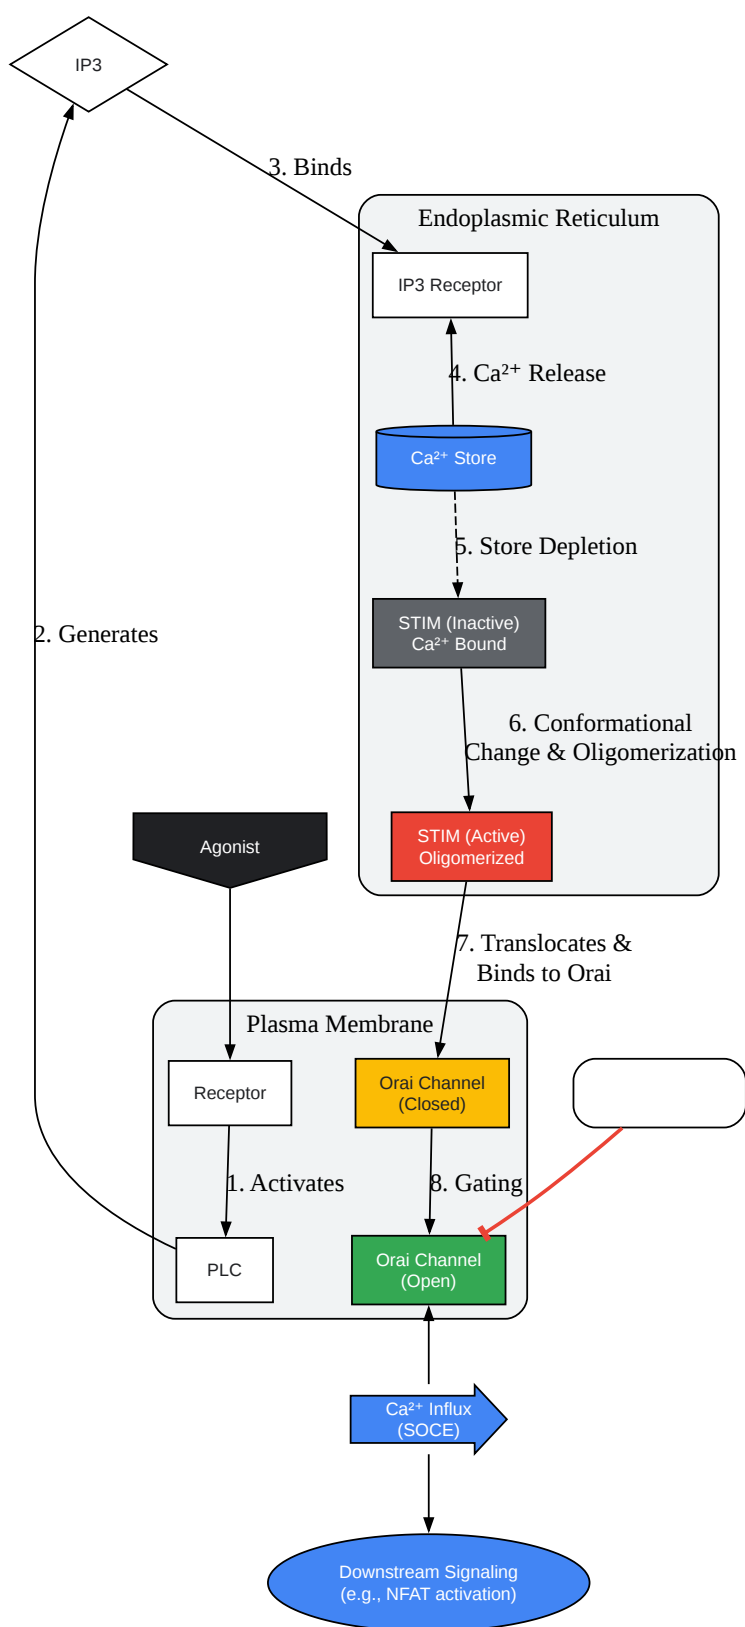 IP3
3. Binds
Endoplasmic Reticulum
IP3 Receptor
4. Ca²⁺ Release
Ca²⁺ Store
5. Store Depletion
STIM (Inactive)
Ca²⁺ Bound
2. Generates
6. Conformational
Change & Oligomerization
STIM (Active)
Oligomerized
Agonist
7. Translocates &
Binds to Orai
Plasma Membrane
Receptor
Orai Channel
(Closed)
1. Activates
8. Gating
PLC
Orai Channel
(Open)
Ca²⁺ Influx
(SOCE)
Downstream Signaling
(e.g., NFAT activation)